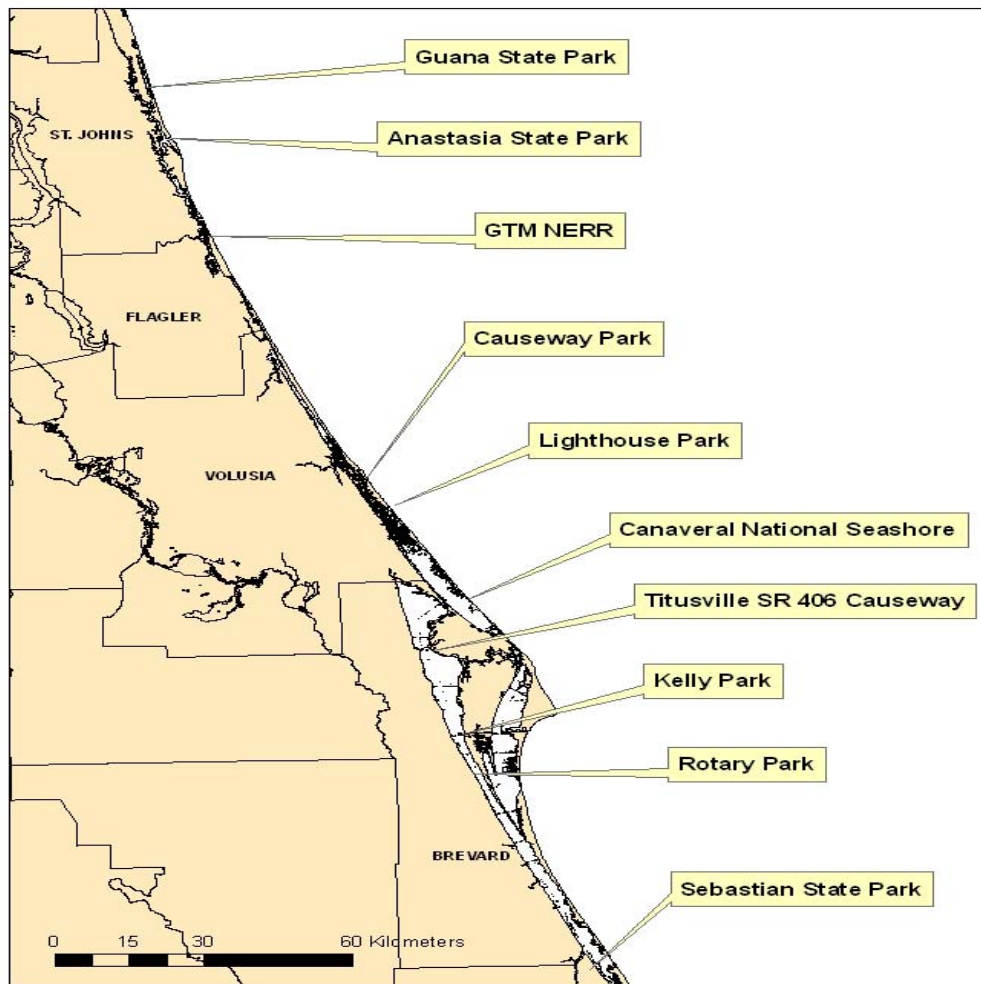 Guana State Park
ST. JOHNS
Anastasia State Park
GTM NERR
FLAGLER
Causeway Park
Lighthouse Park
VOLUSIA
Canaveral National Seashore
Titusville SR 406 Causeway
Kelly Park
Rotary Park
BREVARD
Sebastian State Park
0 15 30 60 Kilometers